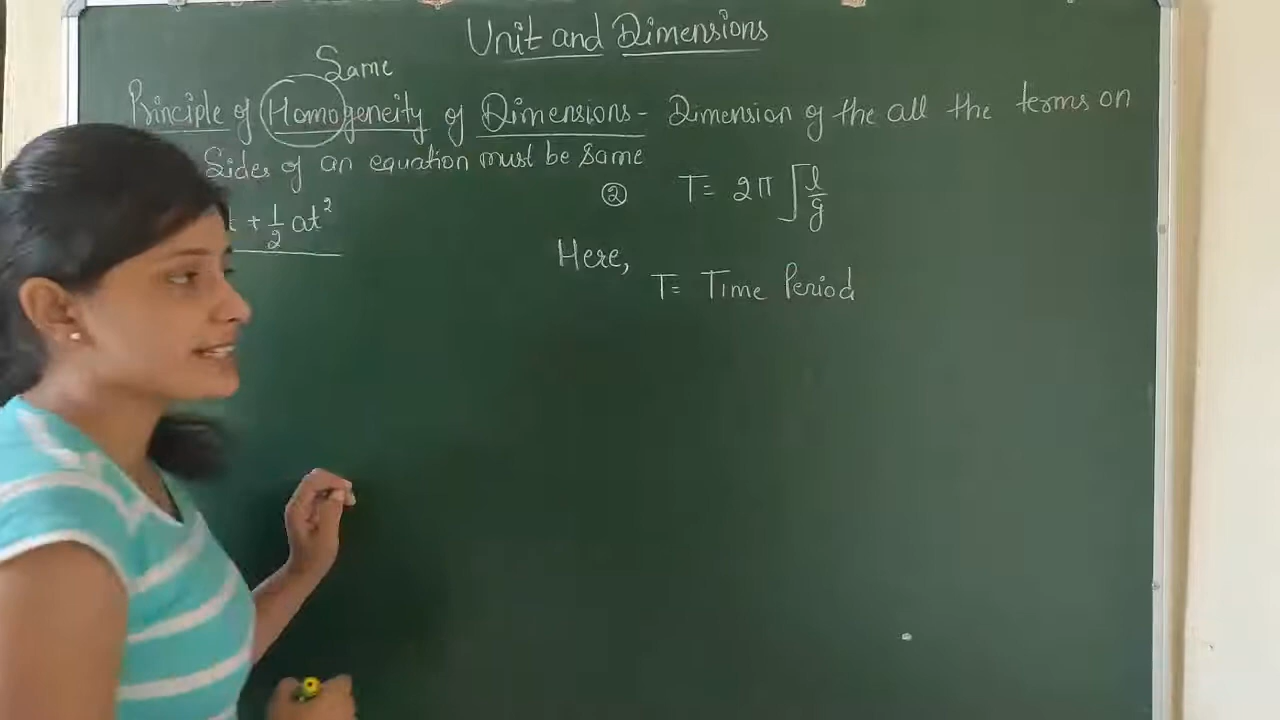 Unit and Dimensions
Same
Principle of Homogeneity of Dimensions - Dimension of the all the terms on
Sides of an equation must be same
t + 1/2 at²
② T = 2π √l/g
Here,
T = Time Period